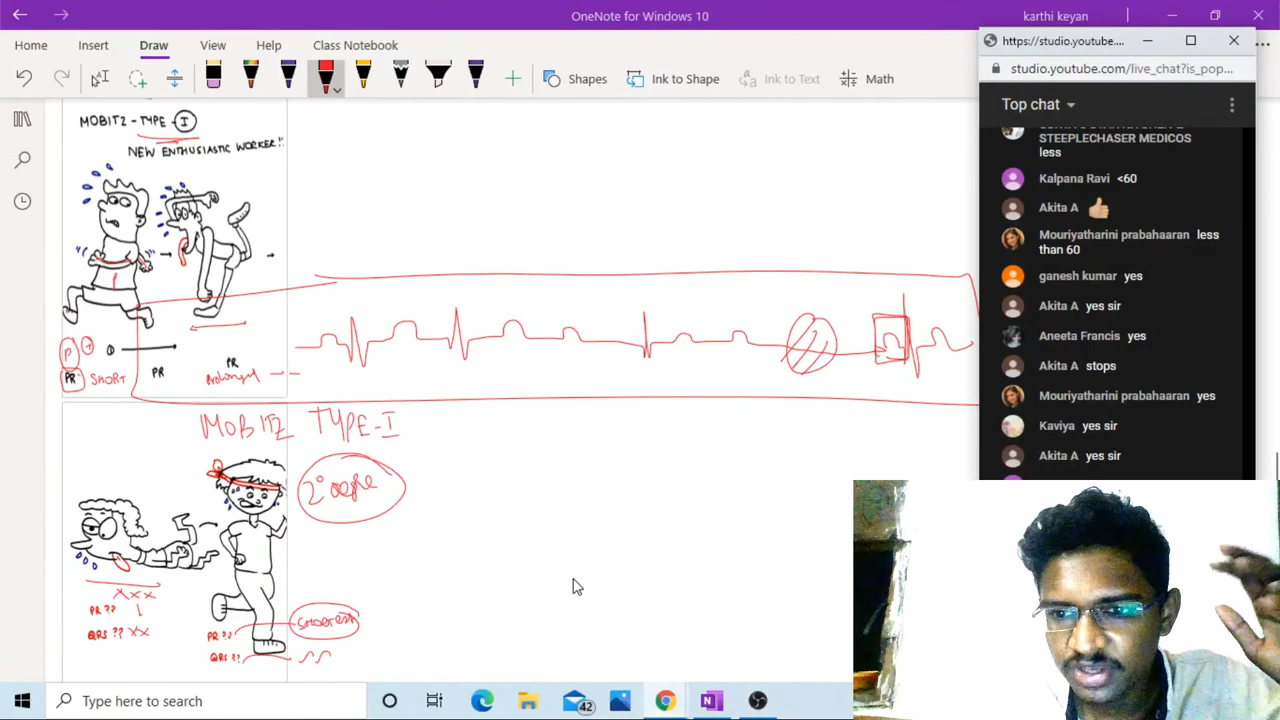 OneNote for Windows 10
karthi keyan
Home Insert Draw View Help Class Notebook
Shapes Ink to Shape Ink to Text Math
https://studio.youtube....
studio.youtube.com/live_chat?is_pop...
Top chat
STEEPLECHASER MEDICOS
less
Kalpana Ravi <60
Akita A
Mouriyatharini prabahaaran less
than 60
ganesh kumar yes
Akita A yes sir
Aneeta Francis yes
Akita A stops
Mouriyatharini prabahaaran yes
Kaviya yes sir
Akita A yes sir
MOBITZ - TYPE - I
NEW ENTHUSIASTIC WORKER!!
P
PR SHORT
PR
PR
Prolonged
MOBITZ TYPE-I
2°
XXX
PR ??
QRS ?? XX
PR ??
QRS ??
Type here to search
42